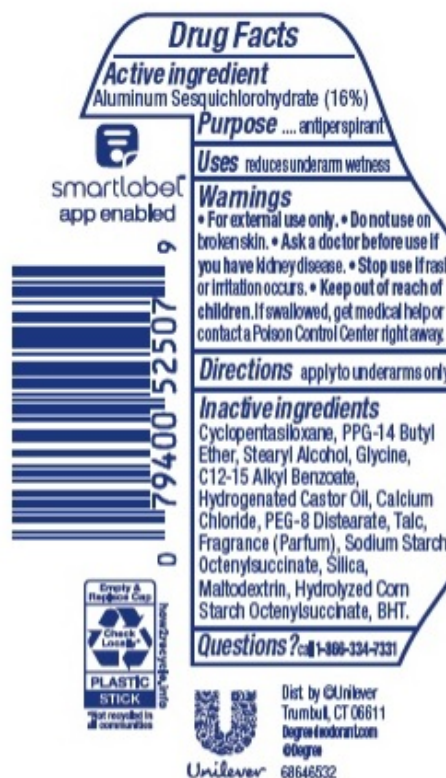 Drug Facts
Active ingredient
Aluminum Sesquichlorohydrate (16%)
Purpose .... antiperspirant
Uses reduces underarm wetness
Warnings
• For external use only. • Do not use on
broken skin. • Ask a doctor before use if
you have kidney disease. • Stop use if rash
or irritation occurs. • Keep out of reach of
children. If swallowed, get medical help or
contact a Poison Control Center right away.
Directions apply to underarms only
Inactive ingredients
Cyclopentasiloxane, PPG-14 Butyl
Ether, Stearyl Alcohol, Glycine,
C12-15 Alkyl Benzoate,
Hydrogenated Castor Oil, Calcium
Chloride, PEG-8 Distearate, Talc,
Fragrance (Parfum), Sodium Starch
Octenylsuccinate, Silica,
Maltodextrin, Hydrolyzed Corn
Starch Octenylsuccinate, BHT.
Questions? call 1-866-334-7331
smartlabel
app enabled
0 79400 52507 9
Empty &
Replace Cap
Check
Locally*
PLASTIC
STICK
*Not recycled in
all communities
how2recycle.info
Unilever
Dist. by ©Unilever
Trumbull, CT 06611
Degreedeodorant.com
@Degree
68646532